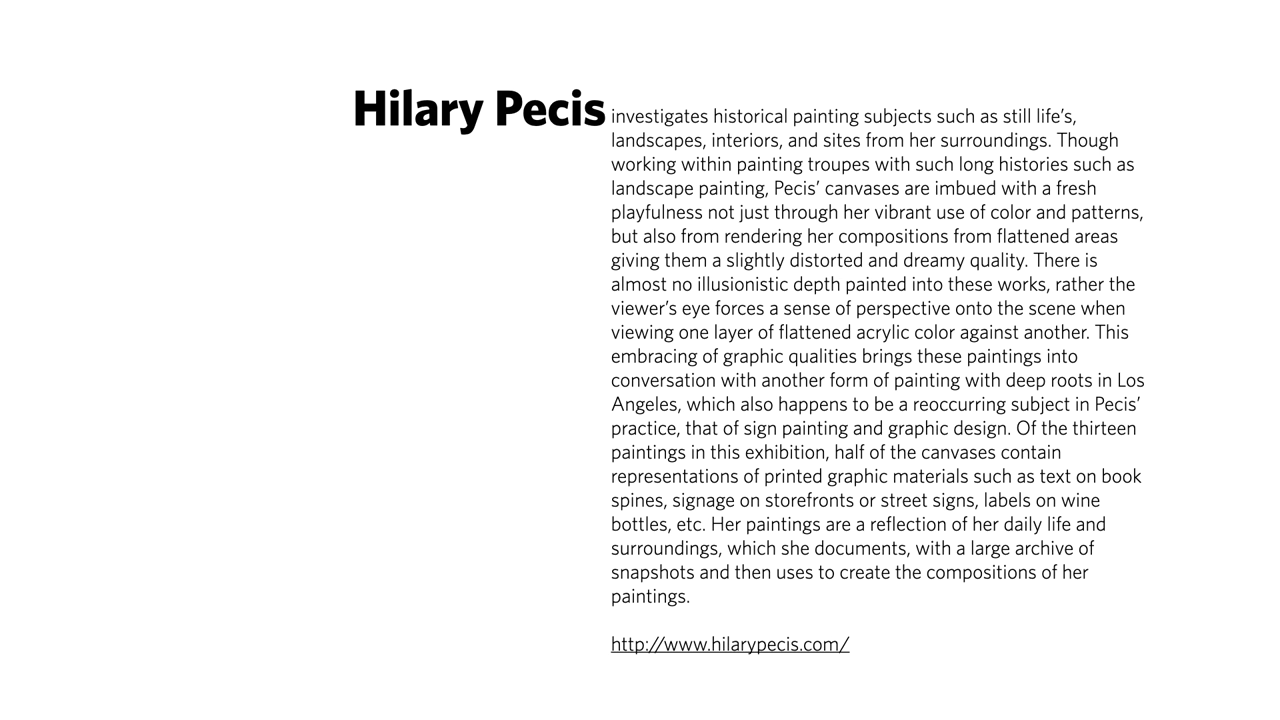 Hilary Pecis investigates historical painting subjects such as still life’s,
landscapes, interiors, and sites from her surroundings. Though
working within painting troupes with such long histories such as
landscape painting, Pecis’ canvases are imbued with a fresh
playfulness not just through her vibrant use of color and patterns,
but also from rendering her compositions from flattened areas
giving them a slightly distorted and dreamy quality. There is
almost no illusionistic depth painted into these works, rather the
viewer’s eye forces a sense of perspective onto the scene when
viewing one layer of flattened acrylic color against another. This
embracing of graphic qualities brings these paintings into
conversation with another form of painting with deep roots in Los
Angeles, which also happens to be a reoccurring subject in Pecis’
practice, that of sign painting and graphic design. Of the thirteen
paintings in this exhibition, half of the canvases contain
representations of printed graphic materials such as text on book
spines, signage on storefronts or street signs, labels on wine
bottles, etc. Her paintings are a reflection of her daily life and
surroundings, which she documents, with a large archive of
snapshots and then uses to create the compositions of her
paintings.
http://www.hilarypecis.com/